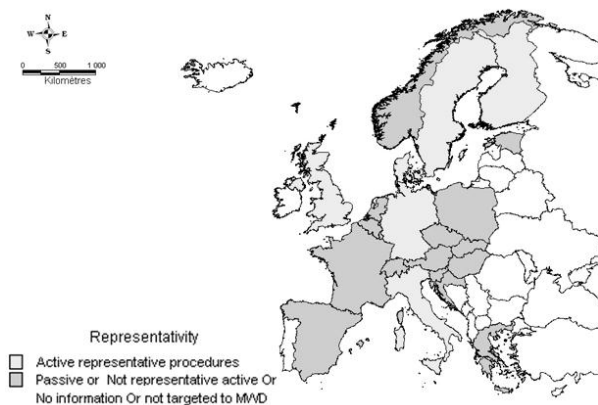 N
W E
S
0 500 1 000
Kilométres
Representativity
Active representative procedures
Passive or Not representative active Or
No information Or not targeted to MWD